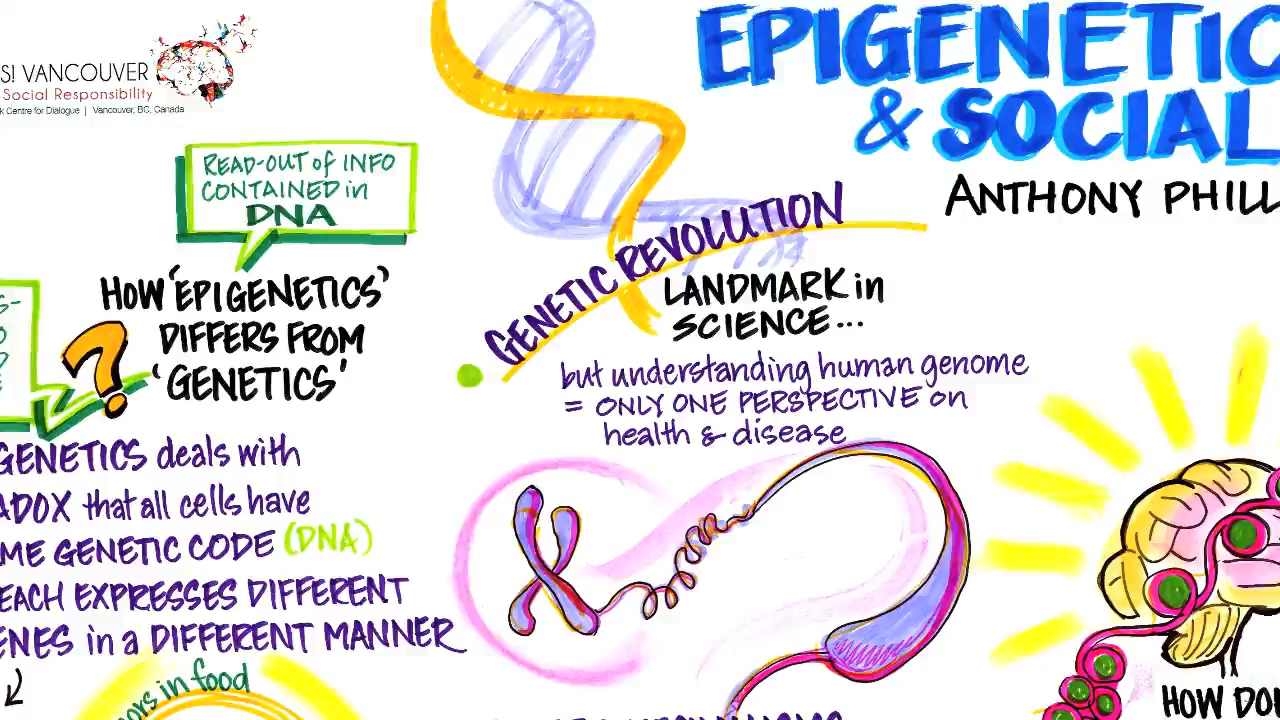 SI VANCOUVER
Social Responsibility
Centre for Dialogue | Vancouver, BC, Canada
EPIGENETIC
& SOCIAL
ANTHONY PHILL
READ-OUT of INFO
CONTAINED in
DNA
HOW 'EPIGENETICS'
DIFFERS FROM
'GENETICS'
?
GENETICS deals with
ADOX that all cells have
ME GENETIC CODE (DNA)
EACH EXPRESSES DIFFERENT
ENES in a DIFFERENT MANNER
ors in food
GENETIC REVOLUTION
LANDMARK in
SCIENCE...
but understanding human genome
= ONLY ONE PERSPECTIVE on
health & disease
HOW DO